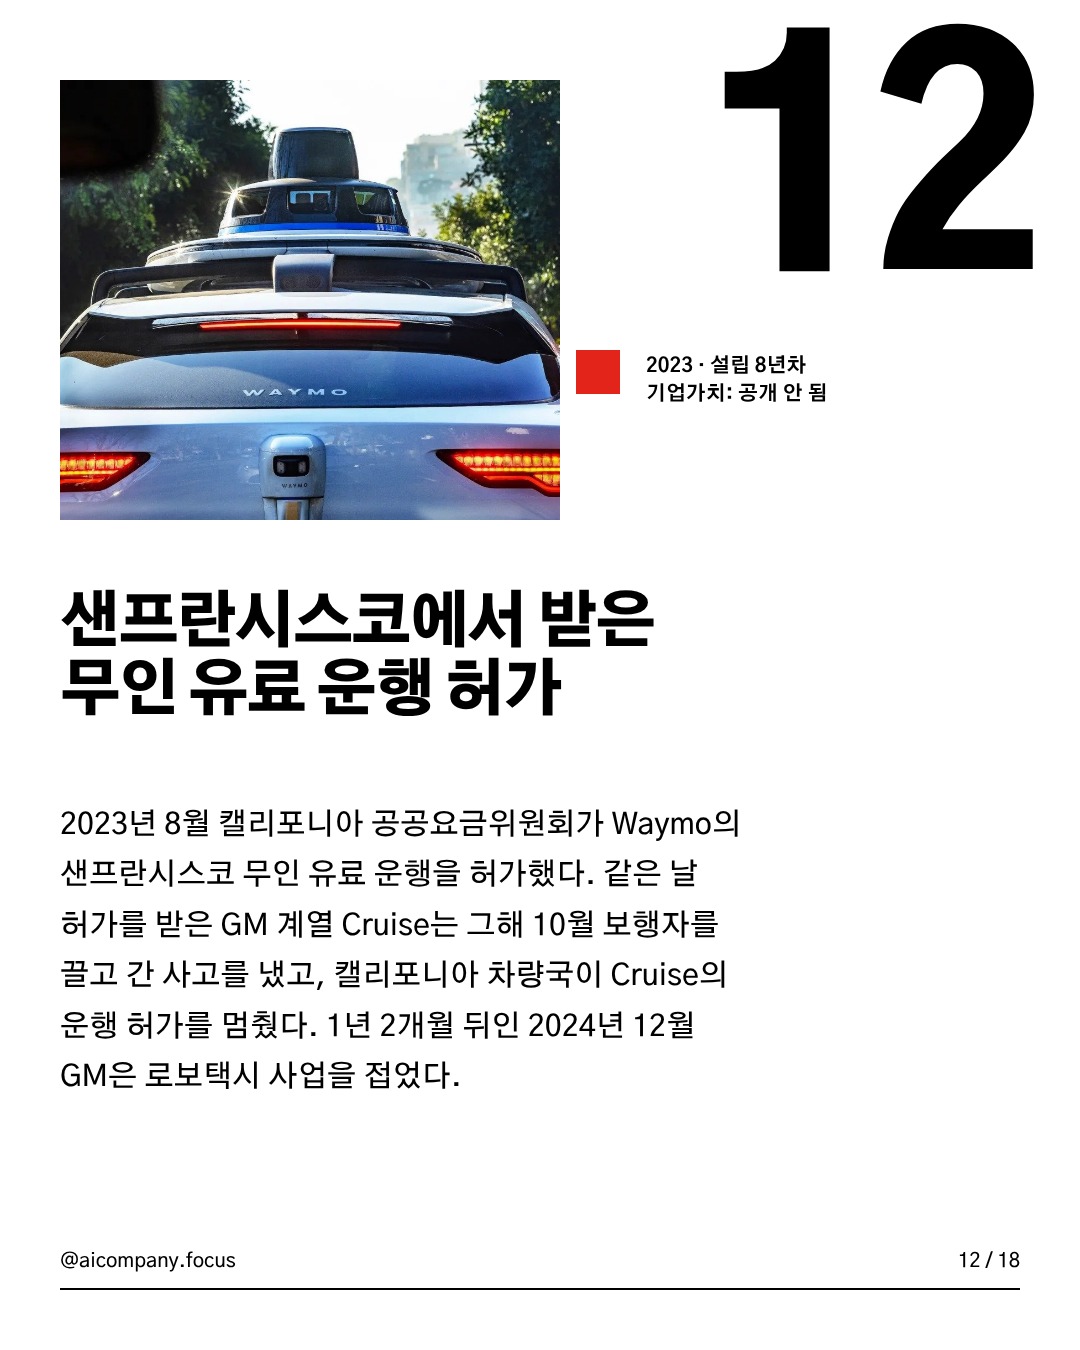 12
WAYMO
WAYMO
2023 · 설립 8년차
기업가치: 공개 안 됨
샌프란시스코에서 받은
무인 유료 운행 허가
2023년 8월 캘리포니아 공공요금위원회가 Waymo의
샌프란시스코 무인 유료 운행을 허가했다. 같은 날
허가를 받은 GM 계열 Cruise는 그해 10월 보행자를
끌고 간 사고를 냈고, 캘리포니아 차량국이 Cruise의
운행 허가를 멈췄다. 1년 2개월 뒤인 2024년 12월
GM은 로보택시 사업을 접었다.
@aicompany.focus
12 / 18